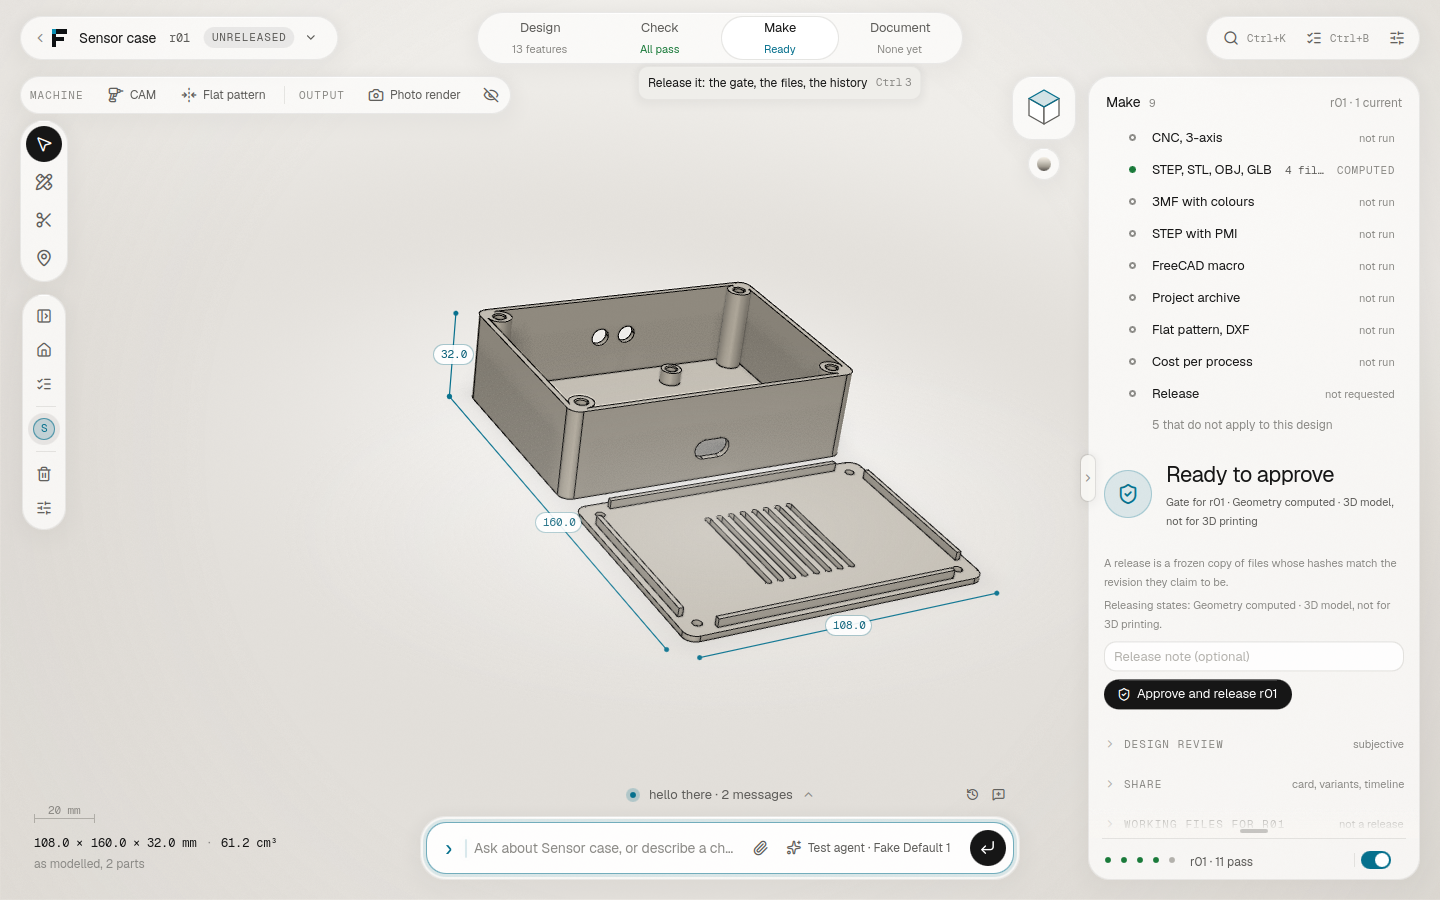 Sensor case r01 UNRELEASED
Design
13 features
Check
All pass
Make
Ready
Document
None yet
Ctrl+K Ctrl+B
Release it: the gate, the files, the history Ctrl 3
MACHINE CAM Flat pattern OUTPUT Photo render
S
32.0
160.0
108.0
Make 9 r01 · 1 current
CNC, 3-axis not run
STEP, STL, OBJ, GLB 4 fil… COMPUTED
3MF with colours not run
STEP with PMI not run
FreeCAD macro not run
Project archive not run
Flat pattern, DXF not run
Cost per process not run
Release not requested
5 that do not apply to this design
Ready to approve
Gate for r01 · Geometry computed · 3D model,
not for 3D printing
A release is a frozen copy of files whose hashes match the
revision they claim to be.
Releasing states: Geometry computed · 3D model, not for
3D printing.
Release note (optional)
Approve and release r01
DESIGN REVIEW subjective
SHARE card, variants, timeline
WORKING FILES FOR R01 not a release
r01 · 11 pass
hello there · 2 messages
Ask about Sensor case, or describe a ch…
Test agent · Fake Default 1
20 mm
108.0 × 160.0 × 32.0 mm · 61.2 cm³
as modelled, 2 parts